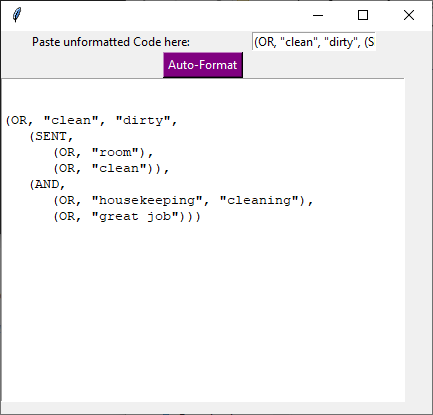 Paste unformatted Code here: (OR, "clean", "dirty", (S
Auto-Format
(OR, "clean", "dirty",
   (SENT,
      (OR, "room"),
      (OR, "clean")),
   (AND,
      (OR, "housekeeping", "cleaning"),
      (OR, "great job")))